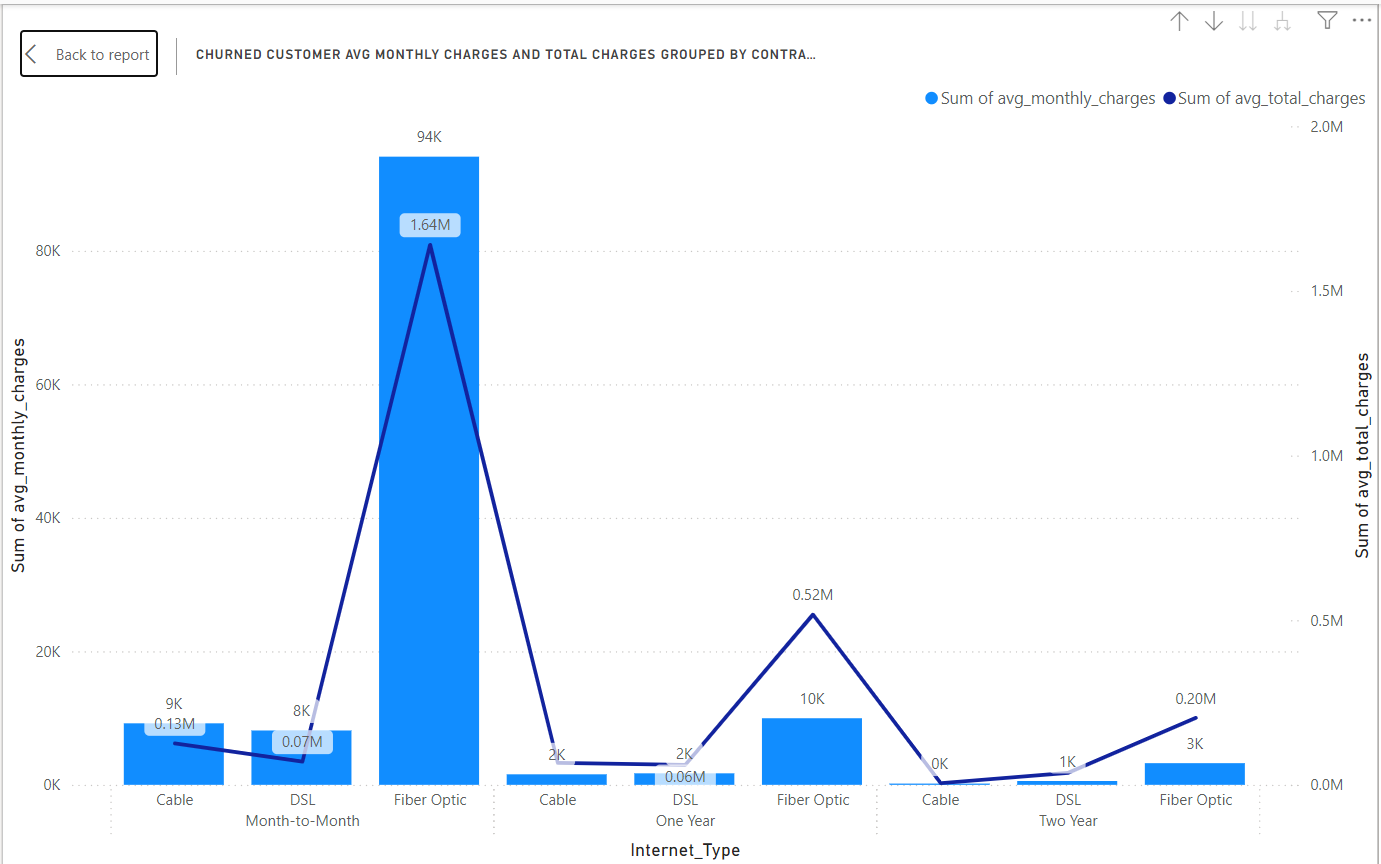 Back to report
CHURNED CUSTOMER AVG MONTHLY CHARGES AND TOTAL CHARGES GROUPED BY CONTRA...
Sum of avg_monthly_charges Sum of avg_total_charges
94K
2.0M
1.64M
80K
1.5M
60K
1.0M
40K
0.52M
0.5M
20K
9K
8K
10K
0.20M
0.13M
0.07M
2K
2K
0.06M
0K
1K
3K
0K
0.0M
Cable DSL Fiber Optic Cable DSL Fiber Optic Cable DSL Fiber Optic
Month-to-Month One Year Two Year
Internet_Type
Sum of avg_monthly_charges
Sum of avg_total_charges